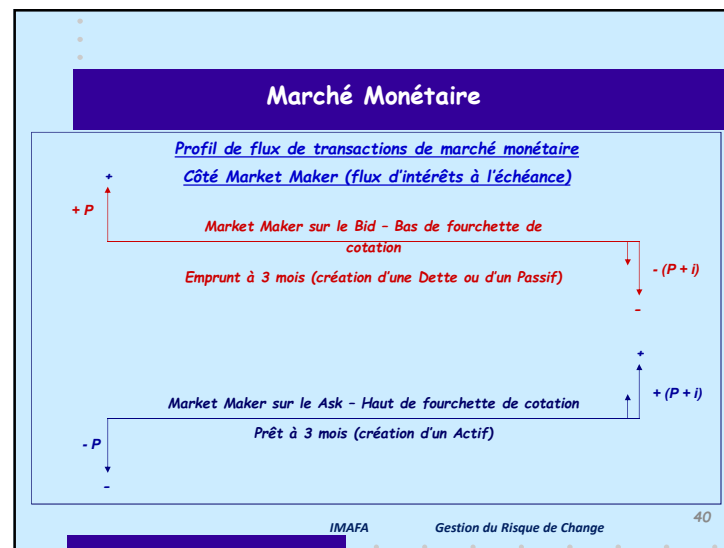 Marché Monétaire
Profil de flux de transactions de marché monétaire
Côté Market Maker (flux d'intérêts à l'échéance)
+
+ P
Market Maker sur le Bid – Bas de fourchette de
cotation
Emprunt à 3 mois (création d'une Dette ou d'un Passif)
- (P + i)
–
+
+ (P + i)
Market Maker sur le Ask – Haut de fourchette de cotation
Prêt à 3 mois (création d'un Actif)
- P
–
IMAFA Gestion du Risque de Change
40